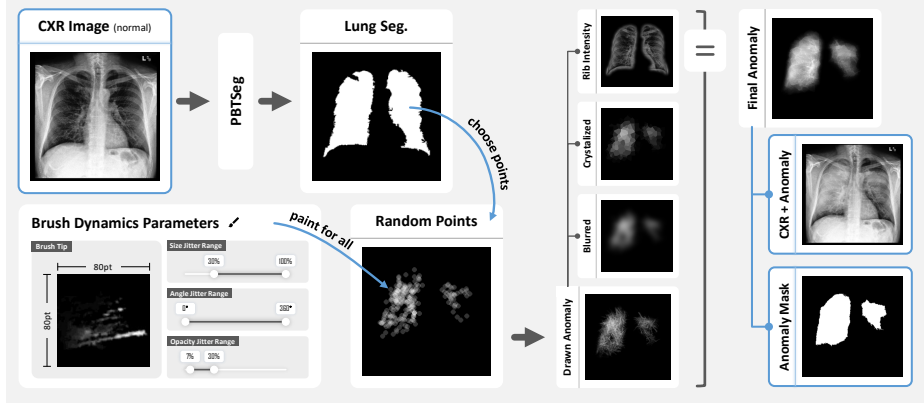 CXR Image (normal)
PBTSeg
Lung Seg.
choose points
Brush Dynamics Parameters
paint for all
Brush Tip
80pt
80pt
Size Jitter Range
30%
100%
Angle Jitter Range
0°
360°
Opacity Jitter Range
7%
30%
Random Points
Rib Intensity
Crystalized
Blurred
Drawn Anomaly
Final Anomaly
CXR + Anomaly
Anomaly Mask